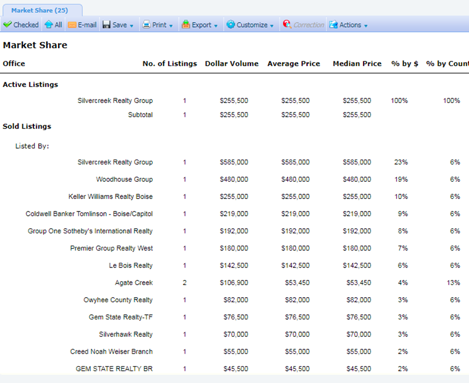 Market Share (25)
Checked All E-mail Save Print Export Customize Correction Actions
Market Share
Office No. of Listings Dollar Volume Average Price Median Price % by $ % by Count
Active Listings
Silvercreek Realty Group 1 $255,500 $255,500 $255,500 100% 100%
Subtotal 1 $255,500 $255,500 $255,500
Sold Listings
Listed By:
Silvercreek Realty Group 1 $585,000 $585,000 $585,000 23% 6%
Woodhouse Group 1 $480,000 $480,000 $480,000 19% 6%
Keller Williams Realty Boise 1 $255,000 $255,000 $255,000 10% 6%
Coldwell Banker Tomlinson - Boise/Capitol 1 $219,000 $219,000 $219,000 9% 6%
Group One Sotheby's International Realty 1 $192,000 $192,000 $192,000 8% 6%
Premier Group Realty West 1 $180,000 $180,000 $180,000 7% 6%
Le Bois Realty 1 $142,500 $142,500 $142,500 6% 6%
Agate Creek 2 $106,900 $53,450 $53,450 4% 13%
Owyhee County Realty 1 $82,000 $82,000 $82,000 3% 6%
Gem State Realty-TF 1 $76,500 $76,500 $76,500 3% 6%
Silverhawk Realty 1 $70,000 $70,000 $70,000 3% 6%
Creed Noah Weiser Branch 1 $55,000 $55,000 $55,000 2% 6%
GEM STATE REALTY BR 1 $45,500 $45,500 $45,500 2% 6%